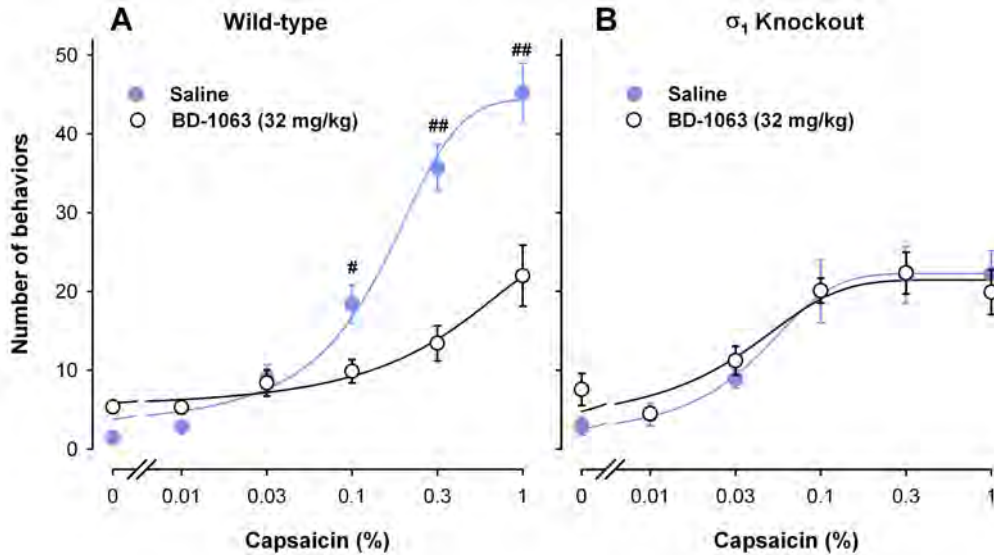 A Wild-type
B σ1 Knockout
50
40
30
20
10
0
Number of behaviors
Saline
BD-1063 (32 mg/kg)
#
##
##
Saline
BD-1063 (32 mg/kg)
0 0.01 0.03 0.1 0.3 1
0 0.01 0.03 0.1 0.3 1
Capsaicin (%)
Capsaicin (%)